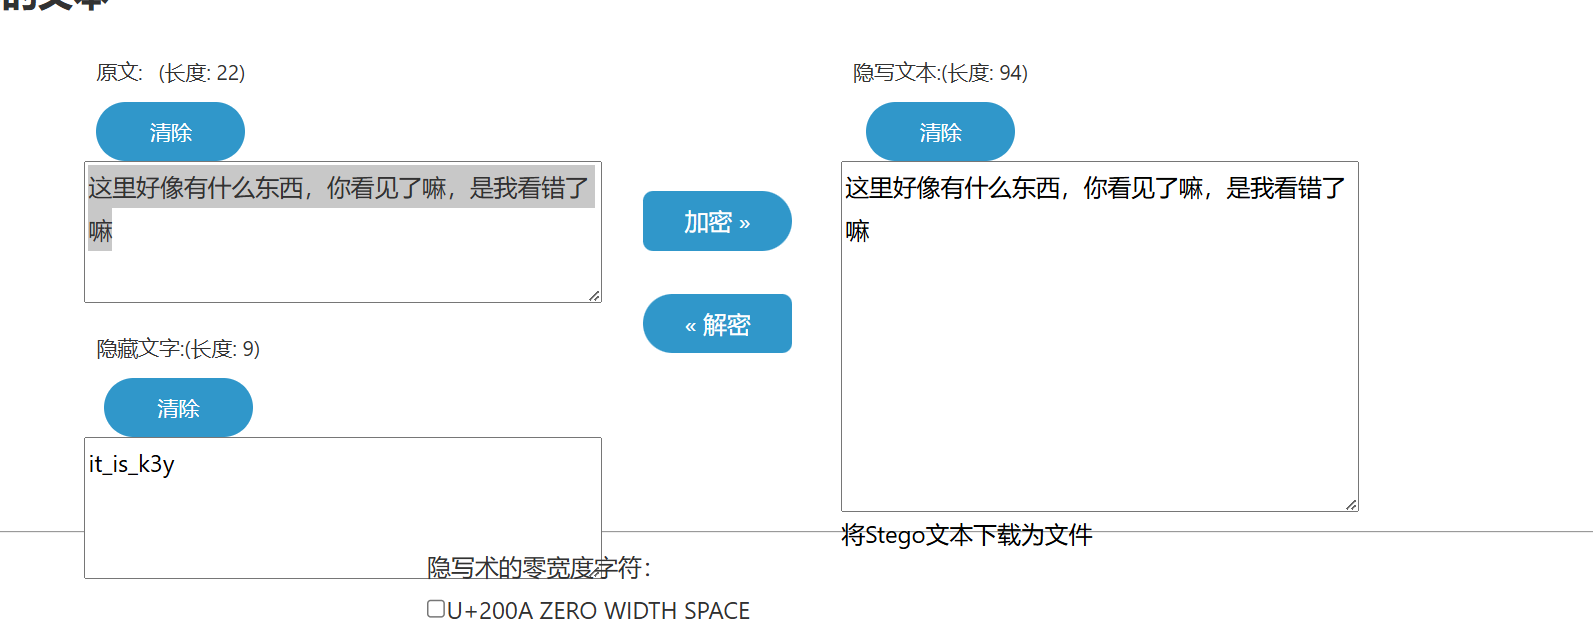 的文本
原文: (长度: 22)
清除
这里好像有什么东西，你看见了嘛，是我看错了
嘛
加密 »
« 解密
隐藏文字:(长度: 9)
清除
it_is_k3y
隐写文本:(长度: 94)
清除
这里好像有什么东西，你看见了嘛，是我看错了
嘛
将Stego文本下载为文件
隐写术的零宽度字符：
U+200A ZERO WIDTH SPACE